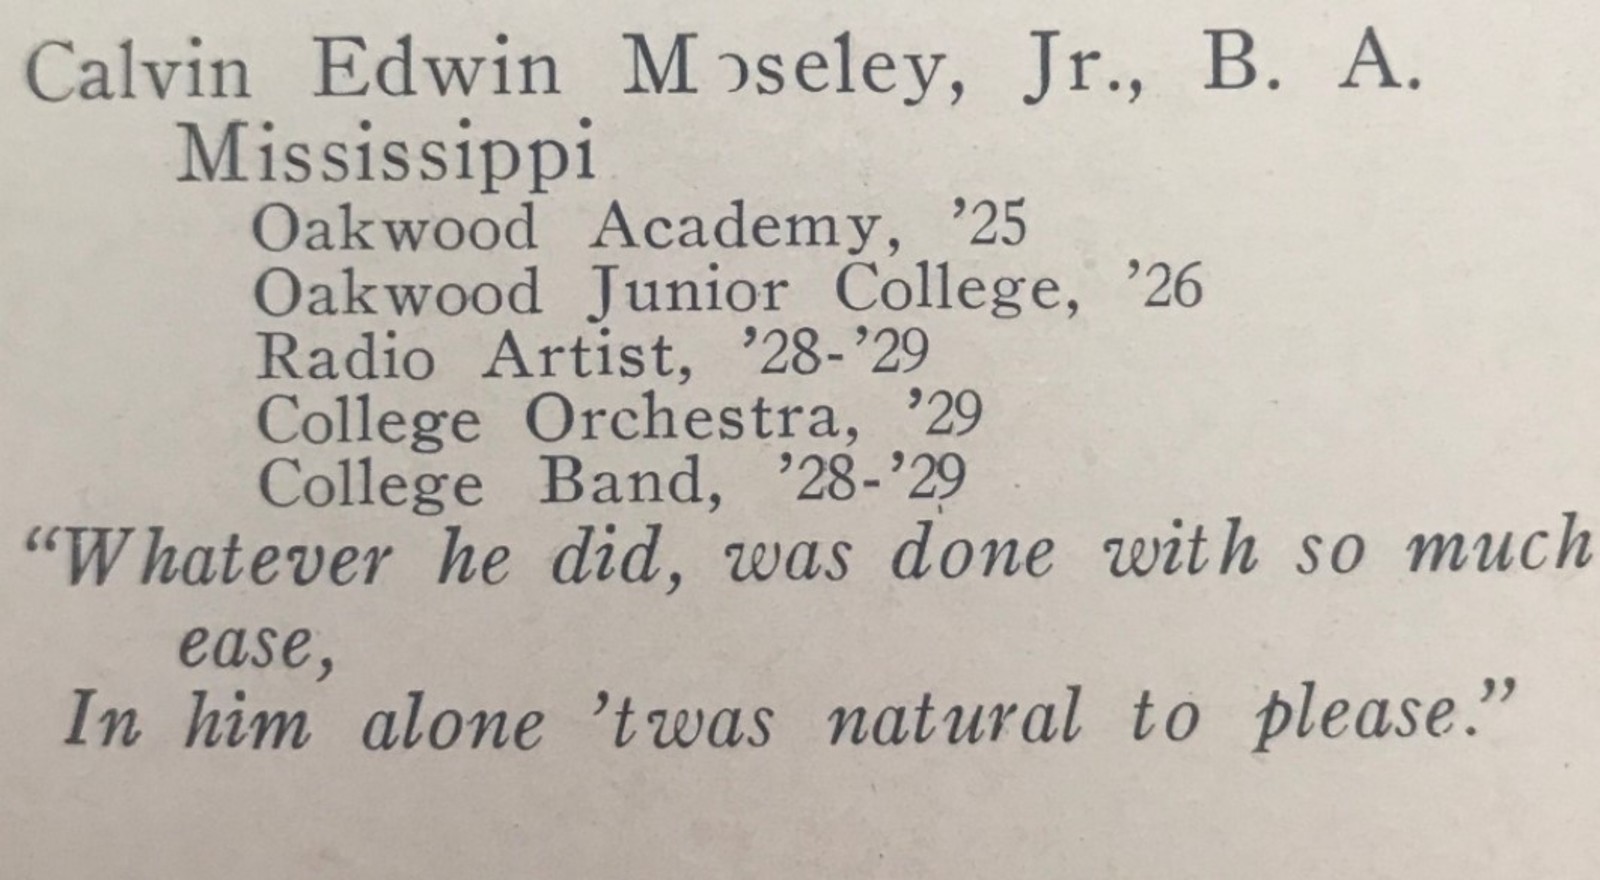 Calvin Edwin Moseley, Jr., B. A.
Mississippi
Oakwood Academy, ’25
Oakwood Junior College, ’26
Radio Artist, ’28-’29
College Orchestra, ’29
College Band, ’28-’29
“Whatever he did, was done with so much
ease,
In him alone ’twas natural to please.”